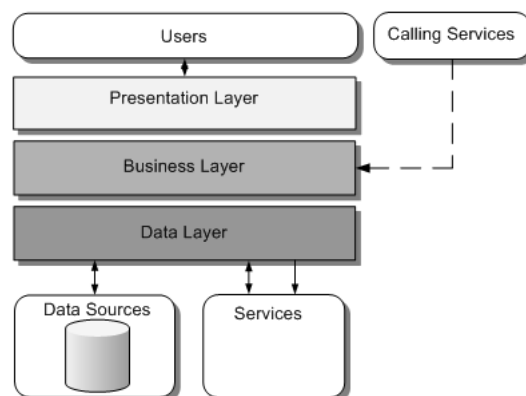 Users
Calling Services
Presentation Layer
Business Layer
Data Layer
Data Sources
Services